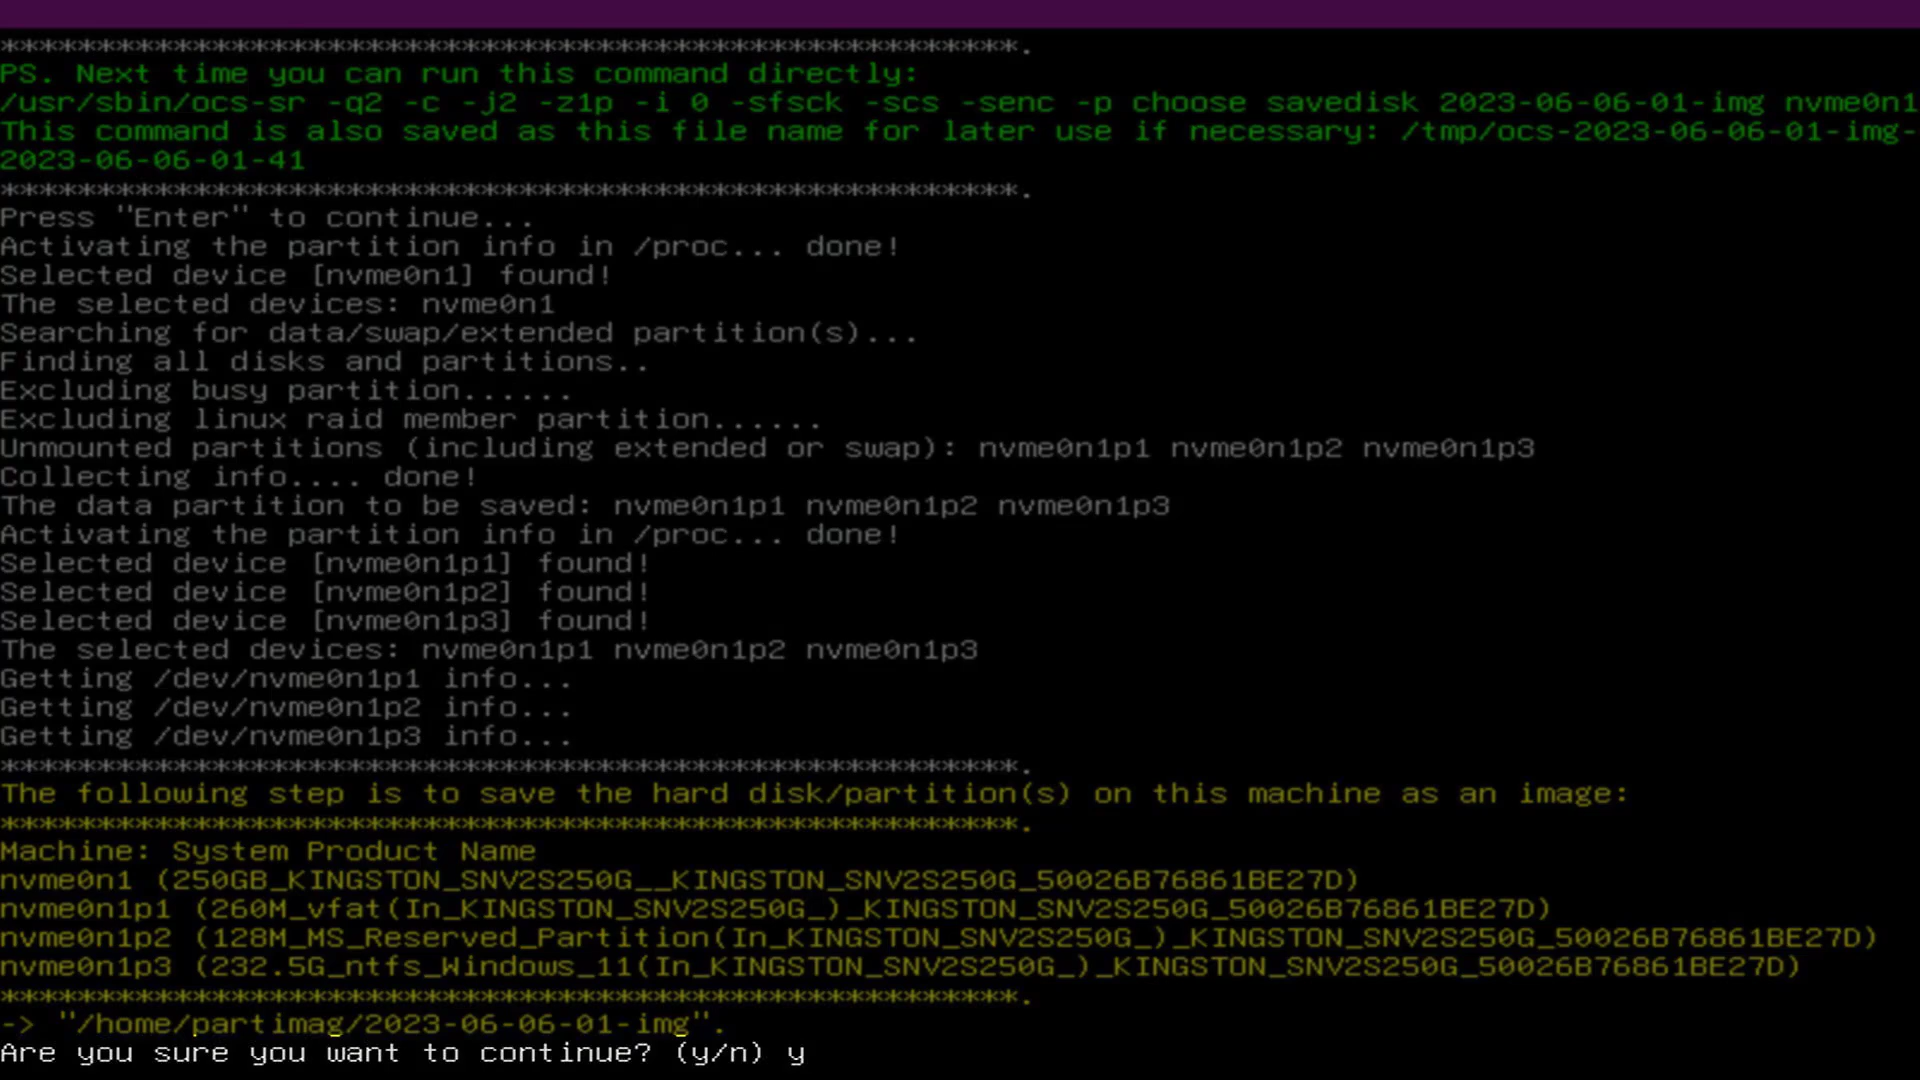 *****************************************************.
PS. Next time you can run this command directly:
/usr/sbin/ocs-sr -q2 -c -j2 -z1p -i 0 -sfsck -scs -senc -p choose savedisk 2023-06-06-01-img nvme0n1
This command is also saved as this file name for later use if necessary: /tmp/ocs-2023-06-06-01-img-
2023-06-06-01-41
*****************************************************.
Press "Enter" to continue...
Activating the partition info in /proc... done!
Selected device [nvme0n1] found!
The selected devices: nvme0n1
Searching for data/swap/extended partition(s)...
Finding all disks and partitions..
Excluding busy partition......
Excluding linux raid member partition......
Unmounted partitions (including extended or swap): nvme0n1p1 nvme0n1p2 nvme0n1p3
Collecting info.... done!
The data partition to be saved: nvme0n1p1 nvme0n1p2 nvme0n1p3
Activating the partition info in /proc... done!
Selected device [nvme0n1p1] found!
Selected device [nvme0n1p2] found!
Selected device [nvme0n1p3] found!
The selected devices: nvme0n1p1 nvme0n1p2 nvme0n1p3
Getting /dev/nvme0n1p1 info...
Getting /dev/nvme0n1p2 info...
Getting /dev/nvme0n1p3 info...
*****************************************************.
The following step is to save the hard disk/partition(s) on this machine as an image:
*****************************************************.
Machine: System Product Name
nvme0n1 (250GB_KINGSTON_SNV2S250G__KINGSTON_SNV2S250G_50026B76861BE27D)
nvme0n1p1 (260M_vfat(In_KINGSTON_SNV2S250G_)_KINGSTON_SNV2S250G_50026B76861BE27D)
nvme0n1p2 (128M_MS_Reserved_Partition(In_KINGSTON_SNV2S250G_)_KINGSTON_SNV2S250G_50026B76861BE27D)
nvme0n1p3 (232.5G_ntfs_Windows_11(In_KINGSTON_SNV2S250G_)_KINGSTON_SNV2S250G_50026B76861BE27D)
*****************************************************.
-> "/home/partimag/2023-06-06-01-img".
Are you sure you want to continue? (y/n) y